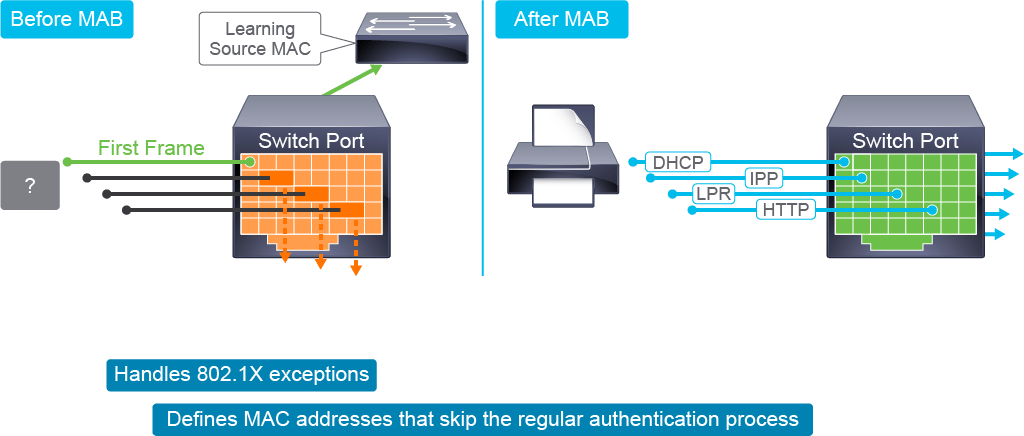 Before MAB
Learning
Source MAC
Switch Port
First Frame
?
After MAB
Switch Port
DHCP
IPP
LPR
HTTP
Handles 802.1X exceptions
Defines MAC addresses that skip the regular authentication process